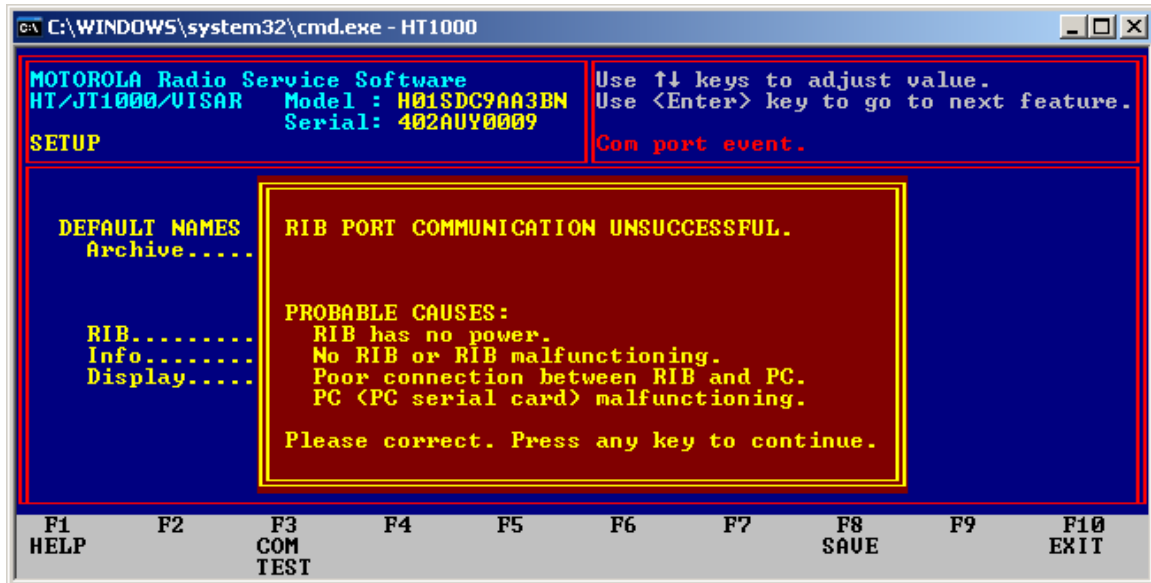 C:\WINDOWS\system32\cmd.exe - HT1000
MOTOROLA Radio Service Software
HT/JT1000/VISAR Model : H01SDC9AA3BN
Serial: 402AUY0009
SETUP
Use ↑↓ keys to adjust value.
Use <Enter> key to go to next feature.
Com port event.
DEFAULT NAMES
Archive.....
RIB.........
Info........
Display.....
RIB PORT COMMUNICATION UNSUCCESSFUL.
PROBABLE CAUSES:
RIB has no power.
No RIB or RIB malfunctioning.
Poor connection between RIB and PC.
PC <PC serial card> malfunctioning.
Please correct. Press any key to continue.
F1 F2 F3 F4 F5 F6 F7 F8 F9 F10
HELP COM SAVE EXIT
TEST